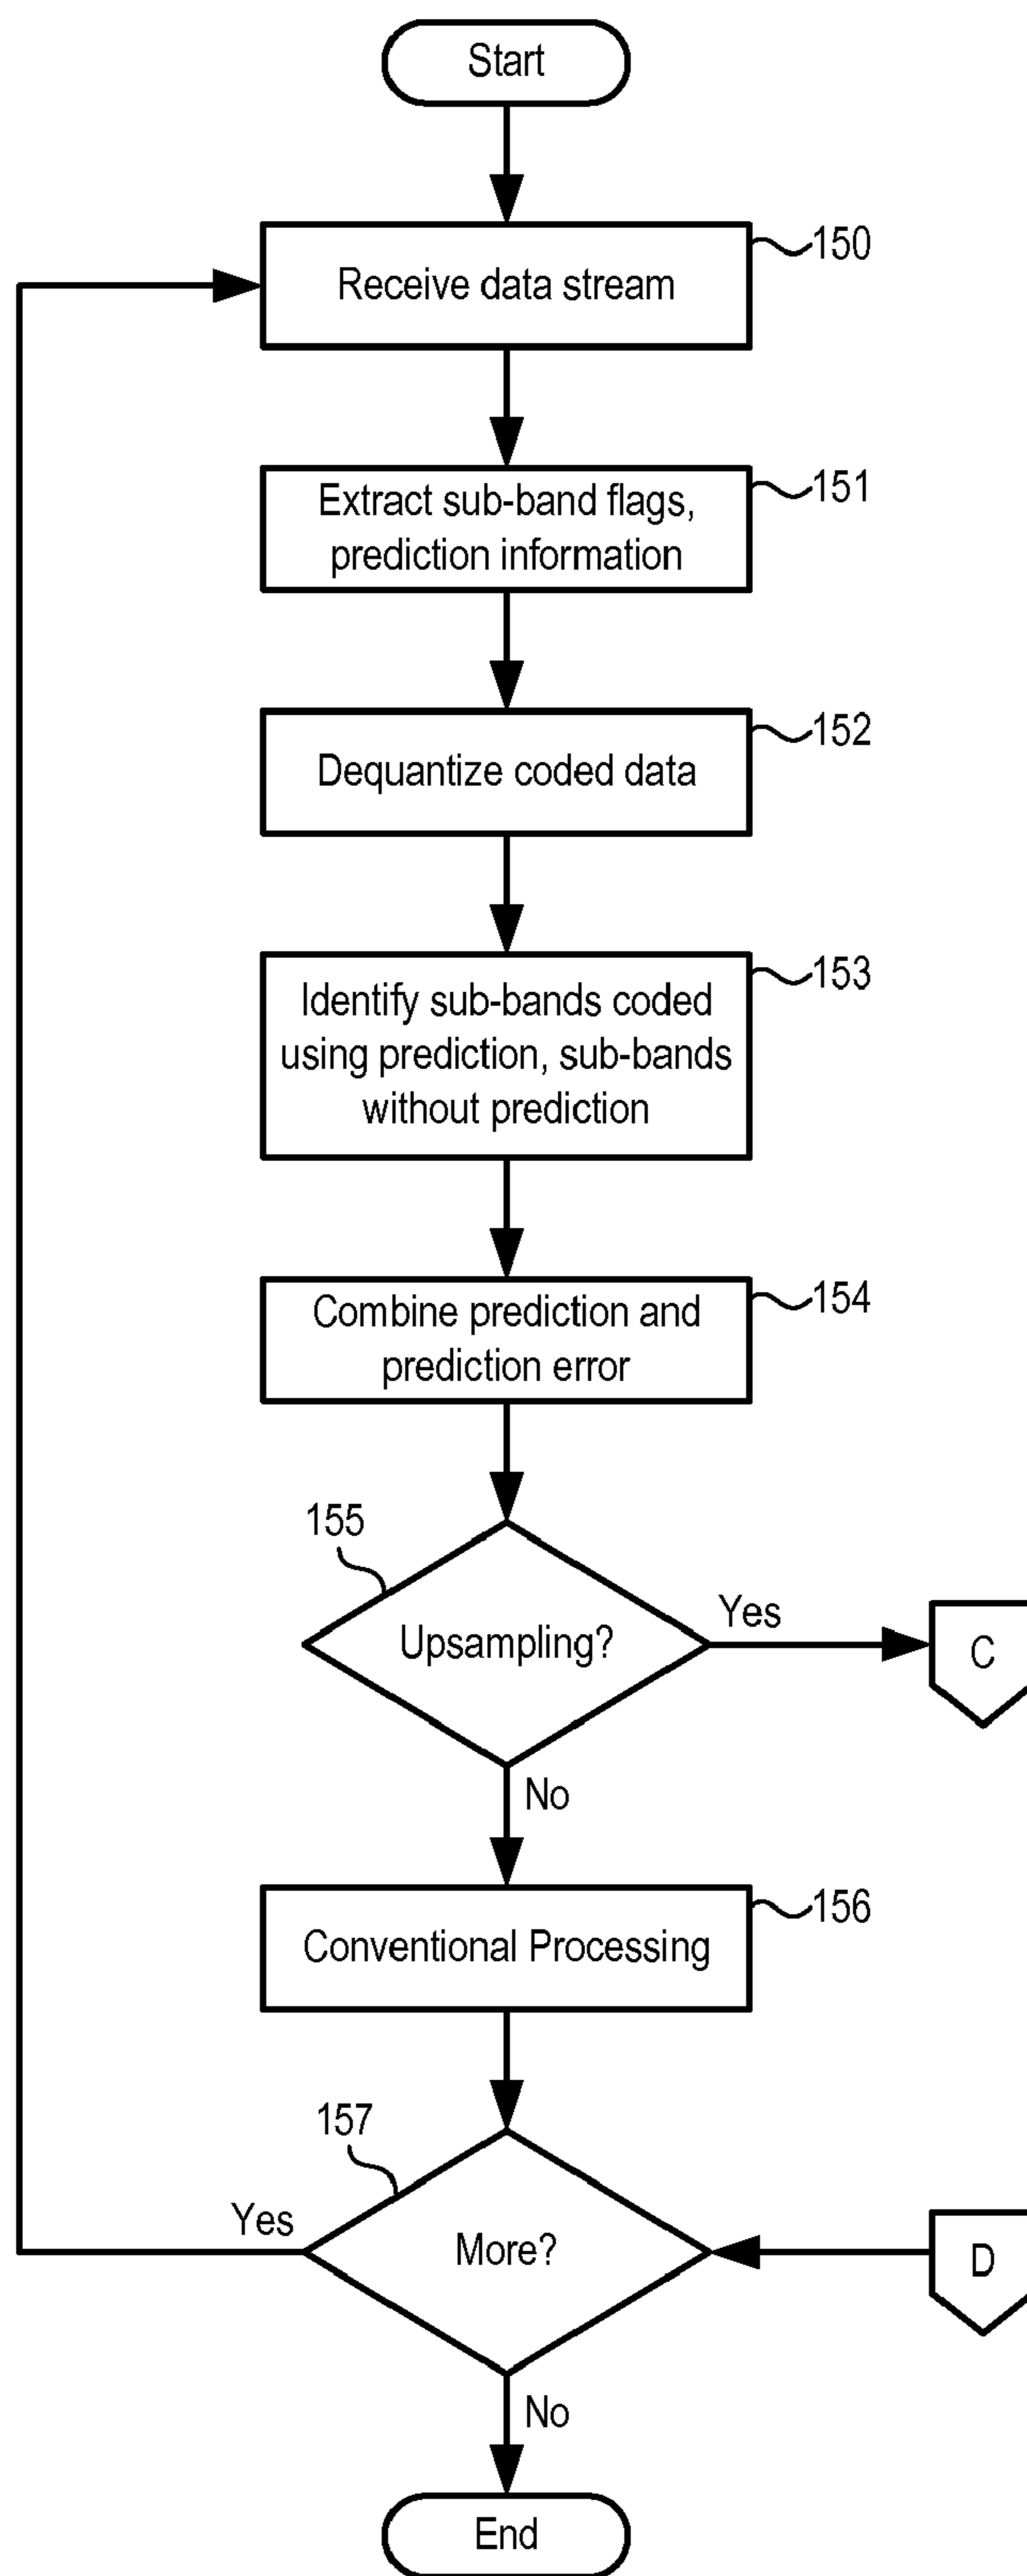 Start
Receive data stream
150
Extract sub-band flags,
prediction information
151
Dequantize coded data
152
Identify sub-bands coded
using prediction, sub-bands
without prediction
153
Combine prediction and
prediction error
154
155
Upsampling?
Yes
C
No
Conventional Processing
156
157
Yes
More?
D
No
End